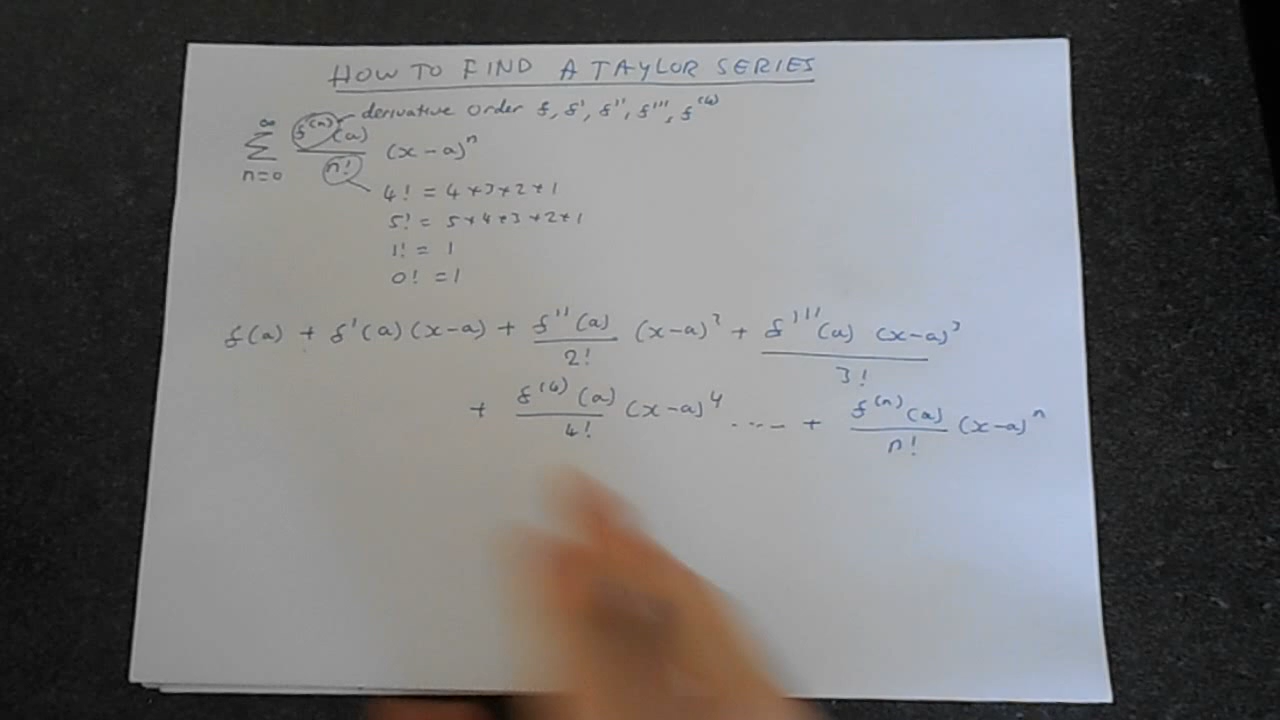 HOW TO FIND A TAYLOR SERIES
derivative order f, f', f'', f''', f⁽⁴⁾
∞
∑ f⁽ⁿ⁾(a) / n! (x-a)ⁿ
n=0
4! = 4×3×2×1
5! = 5×4×3×2×1
1! = 1
0! = 1
f(a) + f'(a)(x-a) + f''(a) / 2! (x-a)² + f'''(a) (x-a)³ / 3!
+ f⁽⁴⁾(a) / 4! (x-a)⁴ .... + f⁽ⁿ⁾(a) / n! (x-a)ⁿ